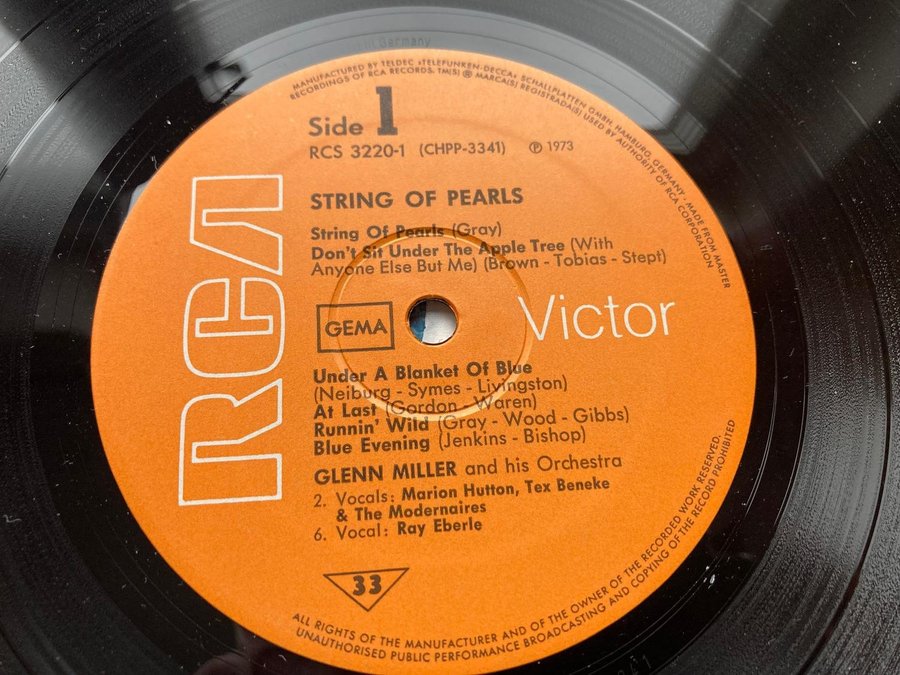 in Germany
MANUFACTURED BY TELDEC »TELEFUNKEN-DECCA« SCHALLPLATTEN GMBH, HAMBURG, GERMANY · MADE FROM MASTER
RECORDINGS OF RCA RECORDS. TM(S) ® MARCA(S) REGISTRADA(S) USED BY AUTHORITY OF RCA CORPORATION
Side 1
RCS 3220-1 (CHPP-3341) ℗ 1973
STRING OF PEARLS
String Of Pearls (Gray)
Don't Sit Under The Apple Tree (With
Anyone Else But Me) (Brown - Tobias - Stept)
RCA
GEMA
Victor
Under A Blanket Of Blue
(Neiburg - Symes - Livingston)
At Last (Gordon - Waren)
Runnin' Wild (Gray - Wood - Gibbs)
Blue Evening (Jenkins - Bishop)
GLENN MILLER and his Orchestra
2. Vocals: Marion Hutton, Tex Beneke
& The Modernaires
6. Vocal: Ray Eberle
33
ALL RIGHTS OF THE MANUFACTURER AND OF THE OWNER OF THE RECORDED WORK RESERVED.
UNAUTHORISED PUBLIC PERFORMANCE BROADCASTING AND COPYING OF THE RECORD PROHIBITED